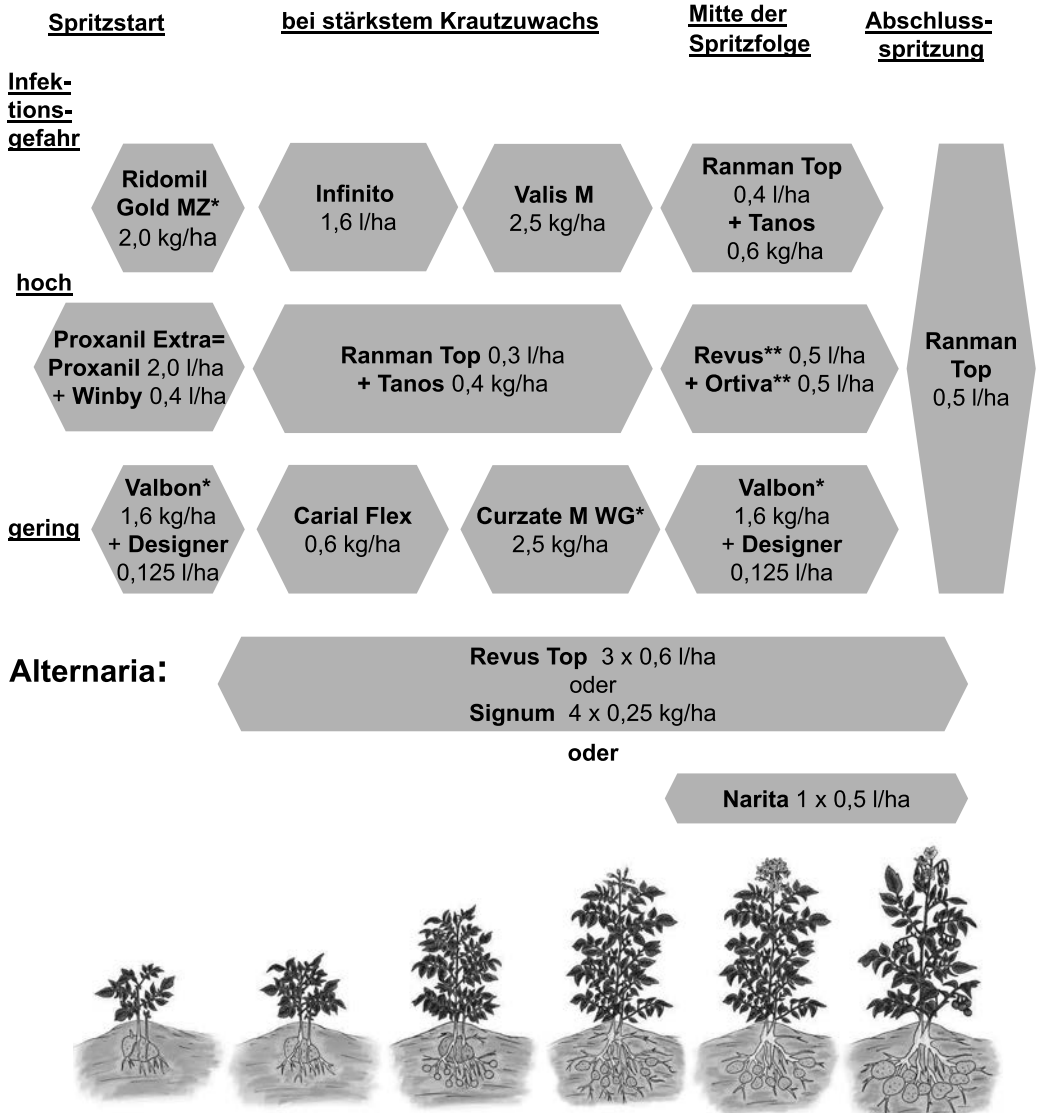 Spritzstart
bei stärkstem Krautzuwachs
Mitte der
Spritzfolge
Abschluss-
spritzung
Infek-
tions-
gefahr
Ridomil
Gold MZ*
2,0 kg/ha
Infinito
1,6 l/ha
Valis M
2,5 kg/ha
Ranman Top
0,4 l/ha
+ Tanos
0,6 kg/ha
hoch
Proxanil Extra=
Proxanil 2,0 l/ha
+ Winby 0,4 l/ha
Ranman Top 0,3 l/ha
+ Tanos 0,4 kg/ha
Revus** 0,5 l/ha
+ Ortiva** 0,5 l/ha
Ranman
Top
0,5 l/ha
gering
Valbon*
1,6 kg/ha
+ Designer
0,125 l/ha
Carial Flex
0,6 kg/ha
Curzate M WG*
2,5 kg/ha
Valbon*
1,6 kg/ha
+ Designer
0,125 l/ha
Alternaria:
Revus Top 3 x 0,6 l/ha
oder
Signum 4 x 0,25 kg/ha
oder
Narita 1 x 0,5 l/ha